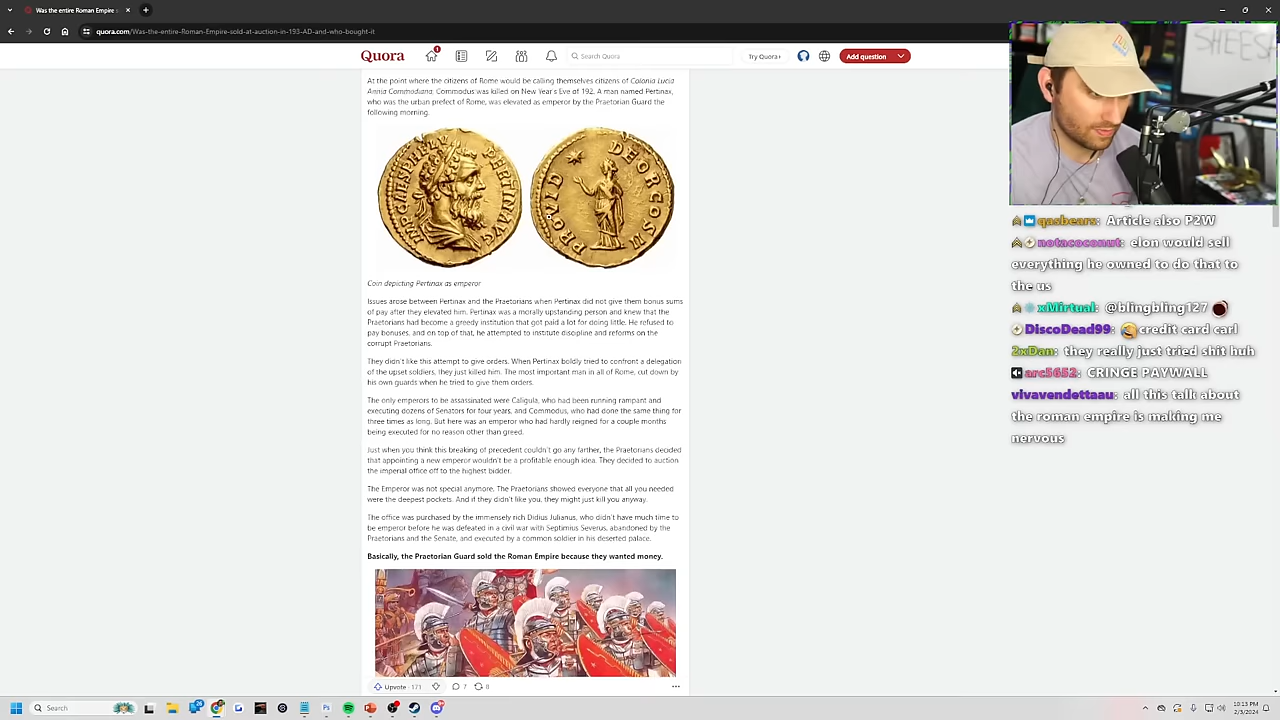 Was the entire Roman Empire s
quora.com/Was-the-entire-Roman-Empire-sold-at-auction-in-193-AD-and-who-bought-it
Quora
1
Search Quora
Try Quora+
Add question
At the point where the citizens of Rome would be calling themselves citizens of Colonia Lucia
Annia Commodiana, Commodus was killed on New Year's Eve of 192. A man named Pertinax,
who was the urban prefect of Rome, was elevated as emperor by the Praetorian Guard the
following morning.
Coin depicting Pertinax as emperor
Issues arose between Pertinax and the Praetorians when Pertinax did not give them bonus sums
of pay after they elevated him. Pertinax was a morally upstanding person and knew that the
Praetorians had become a greedy institution that got paid a lot for doing little. He refused to
pay bonuses, and on top of that, he attempted to institute discipline and reforms on the
corrupt Praetorians.
They didn't like this attempt to give orders. When Pertinax boldly tried to confront a delegation
of the upset soldiers, they just killed him. The most important man in all of Rome, cut down by
his own guards when he tried to give them orders.
The only emperors to be assassinated were Caligula, who had been running rampant and
executing dozens of Senators for four years, and Commodus, who had done the same thing for
three times as long. But here was an emperor who had hardly reigned for a couple months
being executed for no reason other than greed.
Just when you think this breaking of precedent couldn't go any farther, the Praetorians decided
that appointing a new emperor wouldn't be a profitable enough idea. They decided to auction
the imperial office off to the highest bidder.
The Emperor was not special anymore. The Praetorians showed everyone that all you needed
were the deepest pockets. And if they didn't like you, they might just kill you anyway.
The office was purchased by the immensely rich Didius Julianus, who didn't have much time to
be emperor before he was defeated in a civil war with Septimius Severus, abandoned by the
Praetorians and the Senate, and executed by a common soldier in his deserted palace.
Basically, the Praetorian Guard sold the Roman Empire because they wanted money.
Upvote · 171
7
8
SHEESH
qasbears: Article also P2W
notacoconut: elon would sell
everything he owned to do that to
the us
xMirtual: @blingbling127
DiscoDead99: credit card carl
2xDan: they really just tried shit huh
arc5652: CRINGE PAYWALL
vivavendettaau: all this talk about
the roman empire is making me
nervous
Search
10:13 PM
2/3/2024